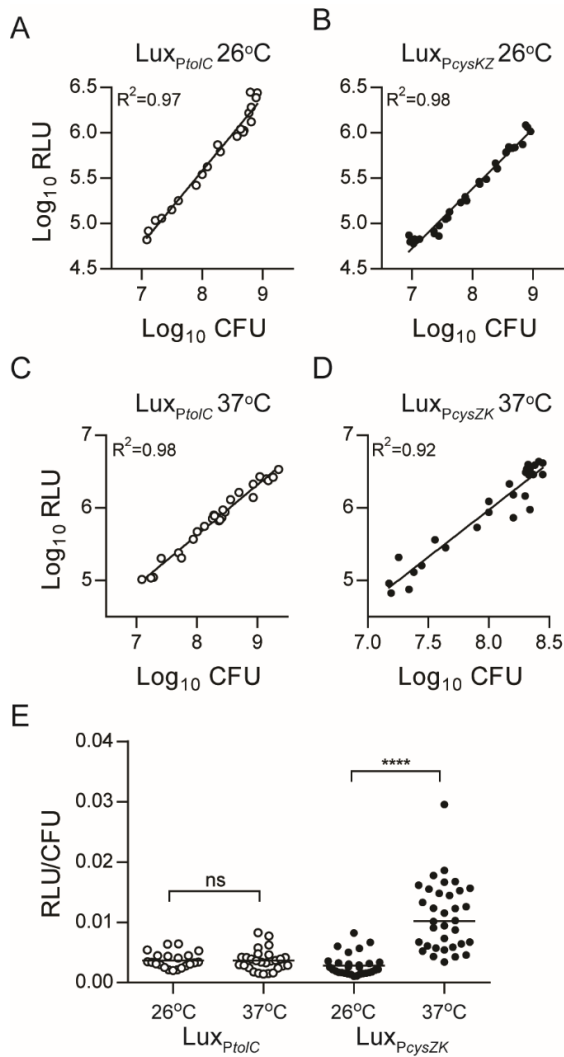 A
Lux PtolC 26°C
R²=0.97
6.5
6.0
5.5
5.0
4.5
Log10 RLU
7 8 9
Log10 CFU
B
Lux PcysKZ 26°C
R²=0.98
6.5
6.0
5.5
5.0
4.5
7 8 9
Log10 CFU
C
Lux PtolC 37°C
R²=0.98
7
6
5
Log10 RLU
7 8 9
Log10 CFU
D
Lux PcysZK 37°C
R²=0.92
7
6
5
7.0 7.5 8.0 8.5
Log10 CFU
E
0.04
0.03
0.02
0.01
0.00
RLU/CFU
ns
****
26°C 37°C 26°C 37°C
Lux PtolC Lux PcysZK